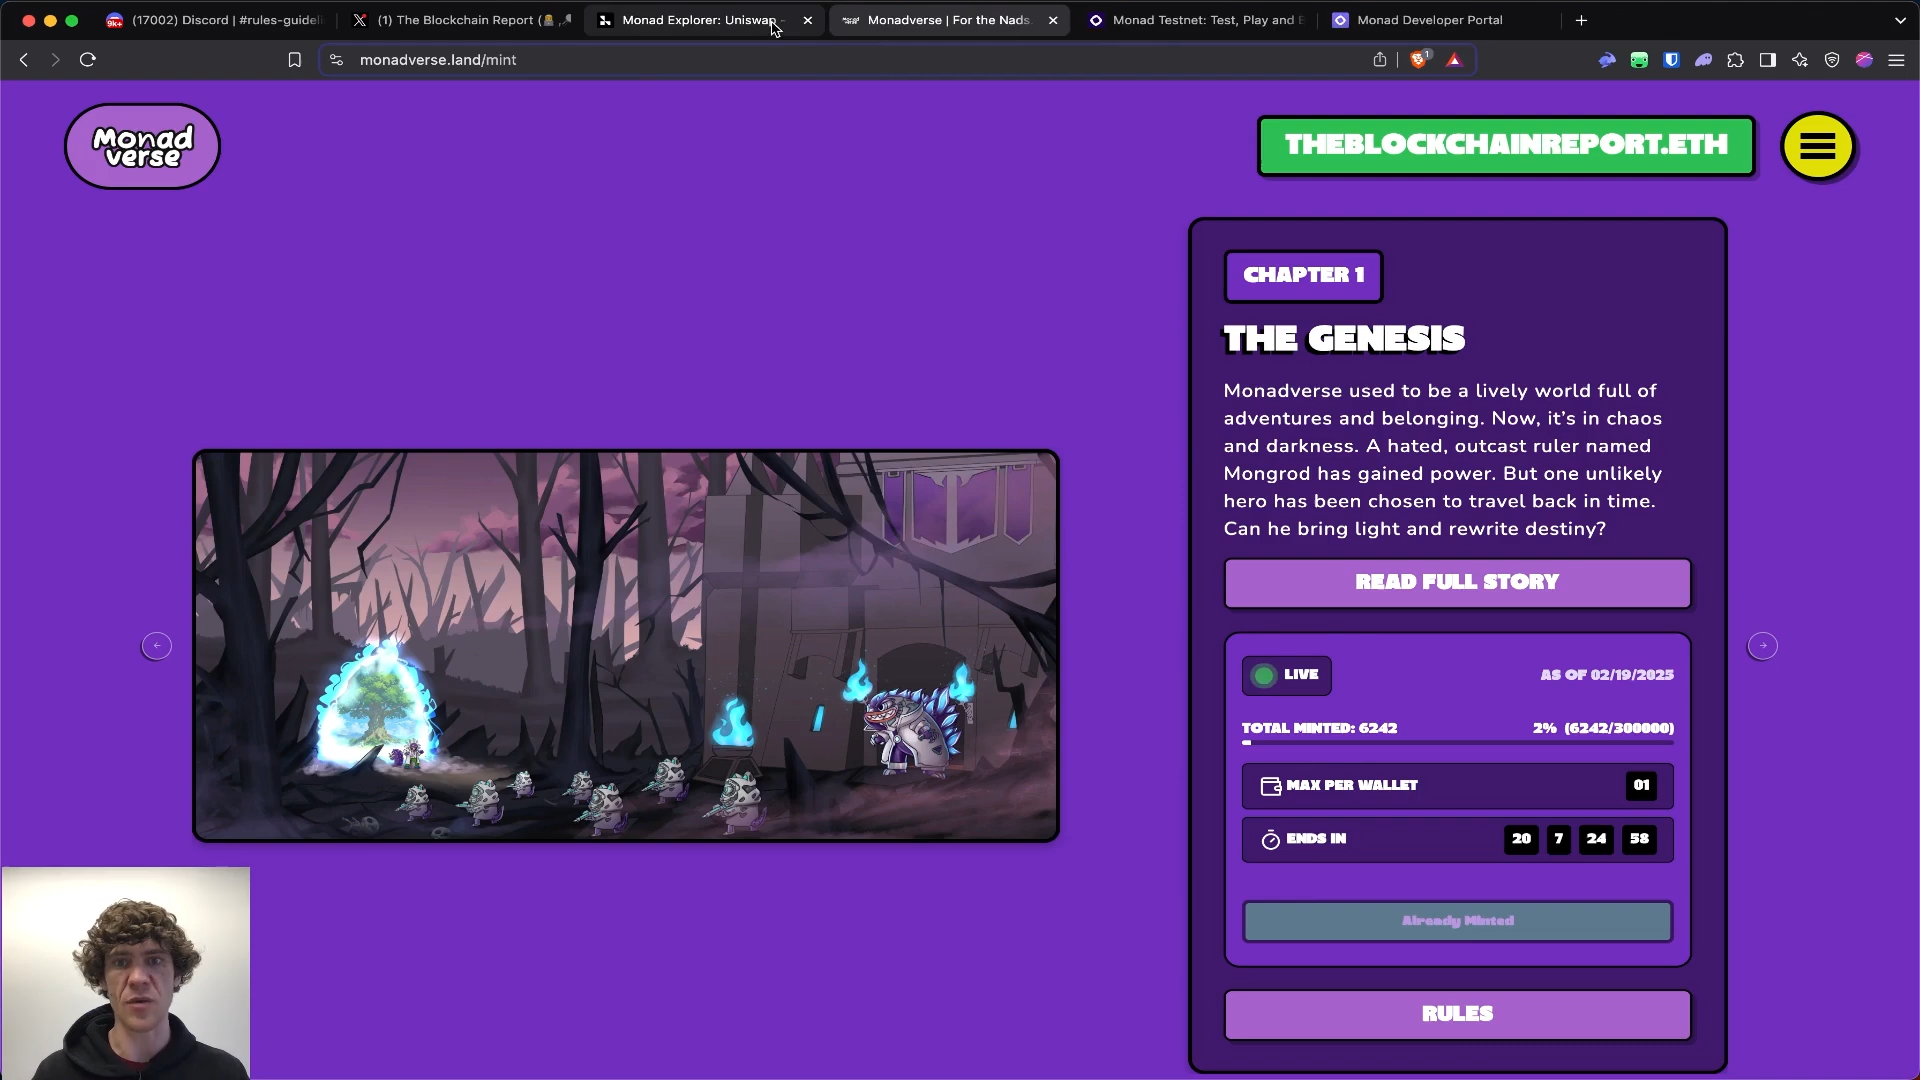 (17002) Discord | #rules-guideli
(1) The Blockchain Report (
Monad Explorer: Uniswap -
Monadverse | For the Nads
Monad Testnet: Test, Play and E
Monad Developer Portal
monadverse.land/mint
1
Monad
verse
THEBLOCKCHAINREPORT.ETH
CHAPTER 1
THE GENESIS
Monadverse used to be a lively world full of
adventures and belonging. Now, it's in chaos
and darkness. A hated, outcast ruler named
Mongrod has gained power. But one unlikely
hero has been chosen to travel back in time.
Can he bring light and rewrite destiny?
READ FULL STORY
LIVE
AS OF 02/19/2025
TOTAL MINTED: 6242
2% (6242/300000)
MAX PER WALLET
01
ENDS IN
20 7 24 58
Already Minted
RULES